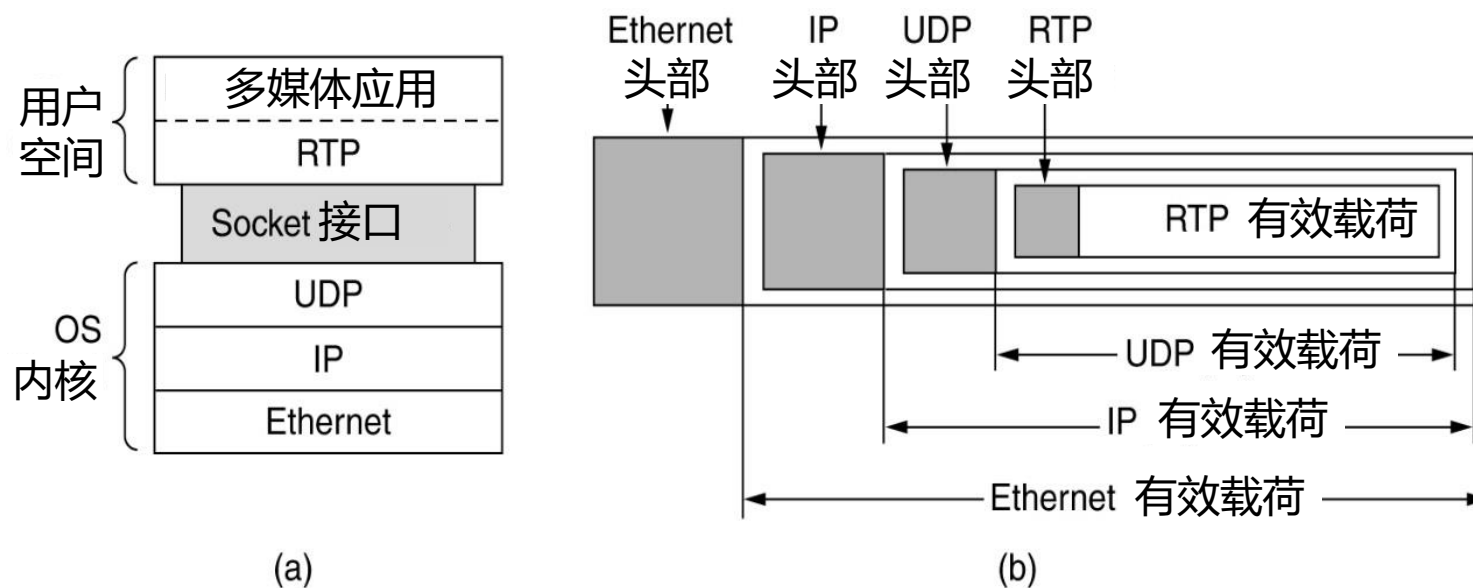 用户
空间
多媒体应用
RTP
Socket 接口
OS
内核
UDP
IP
Ethernet
(a)
Ethernet
头部
IP
头部
UDP
头部
RTP
头部
RTP 有效载荷
UDP 有效载荷
IP 有效载荷
Ethernet 有效载荷
(b)